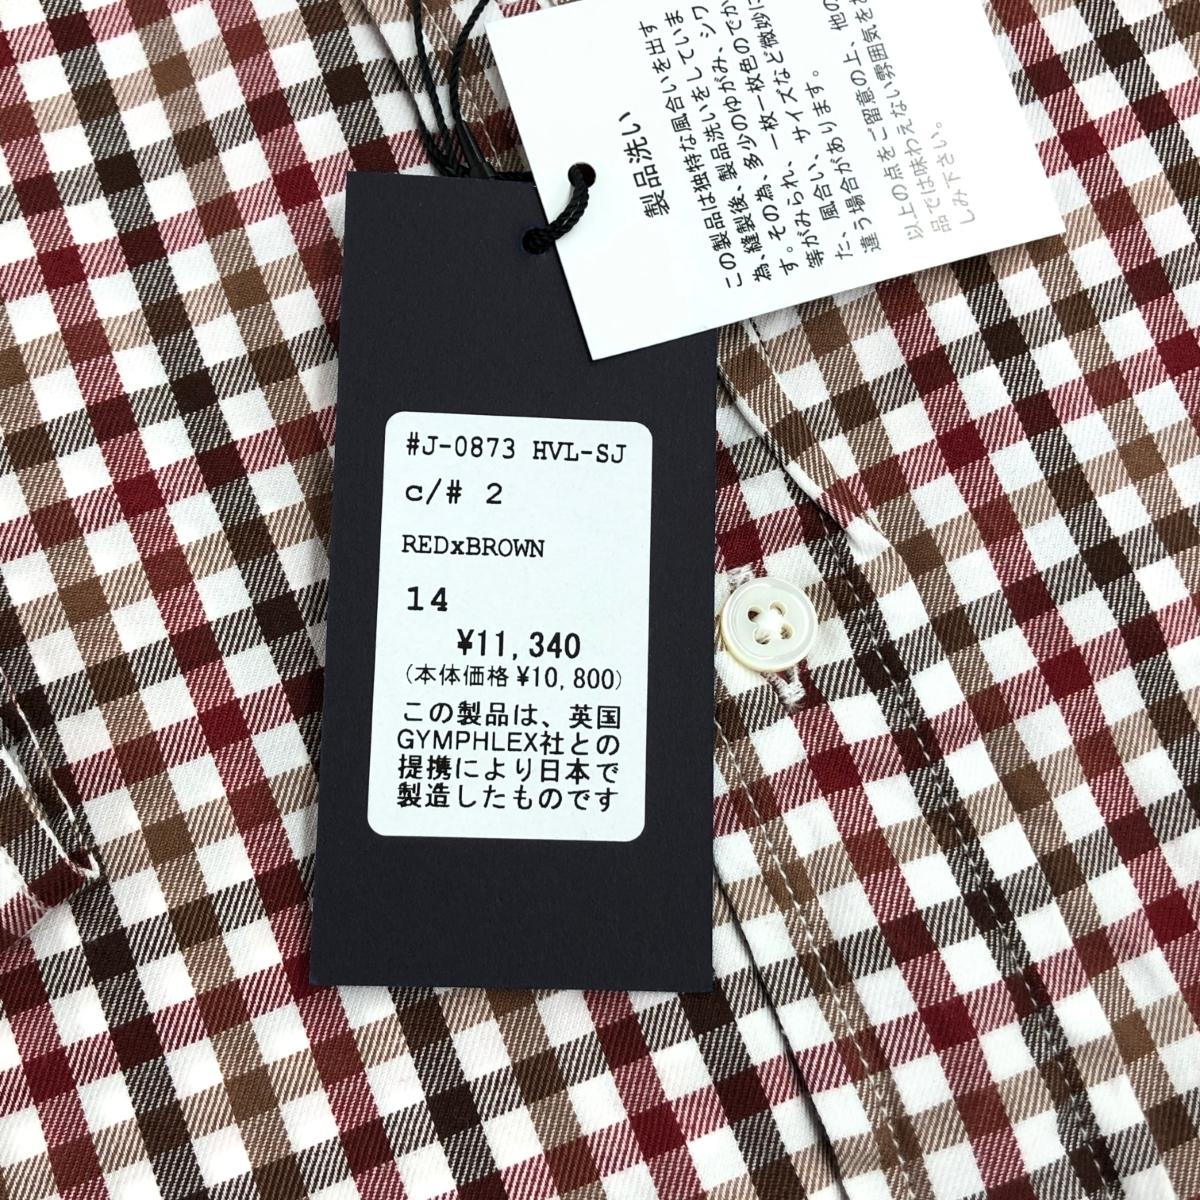 製品洗い
この製品は独特な風合いを出す
為、縫製後、製品洗いをしていま
す。その為、多少のゆがみ、シワ
等がみられ、一枚一枚色のでか
風合い、サイズなど微妙に
違う場合があります。
た、
以上の点をご留意の上、他の
品では味わえない雰囲気をお
しみ下さい。
#J-0873 HVL-SJ
c/# 2
REDxBROWN
14
¥11,340
(本体価格¥10,800)
この製品は、英国
GYMPHLEX社との
提携により日本で
製造したものです